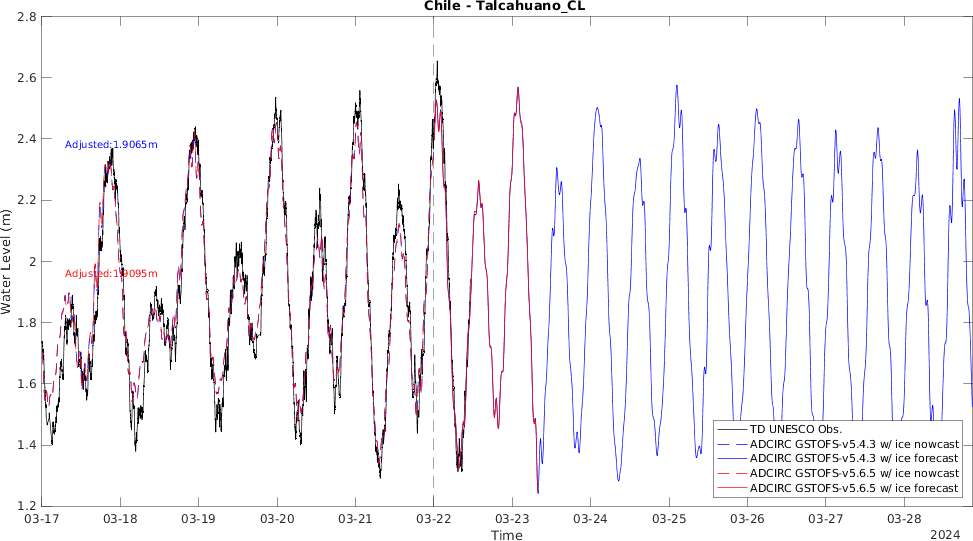 Chile - Talcahuano_CL
2.8
2.6
2.4
2.2
2
1.8
1.6
1.4
1.2
Water Level (m)
Adjusted:1.9065m
Adjusted:1.9095m
TD UNESCO Obs.
ADCIRC GSTOFS-v5.4.3 w/ ice nowcast
ADCIRC GSTOFS-v5.4.3 w/ ice forecast
ADCIRC GSTOFS-v5.6.5 w/ ice nowcast
ADCIRC GSTOFS-v5.6.5 w/ ice forecast
03-17 03-18 03-19 03-20 03-21 03-22 03-23 03-24 03-25 03-26 03-27 03-28
Time
2024